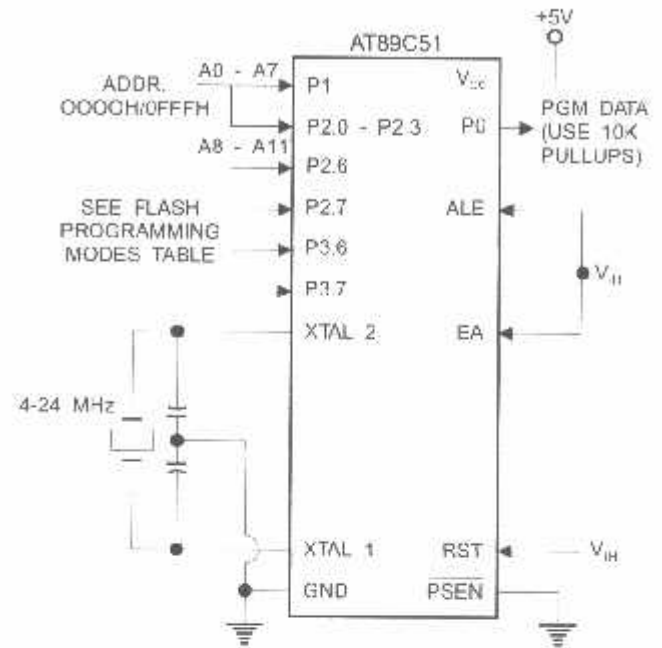 +5V
AT89C51
A0 - A7
ADDR.
OOOOH/0FFFH
P1
VCC
P2.0 - P2.3
P0
PGM DATA
(USE 10K
PULLUPS)
A8 - A11
P2.6
SEE FLASH
PROGRAMMING
MODES TABLE
P2.7
ALE
P3.6
P3.7
VIH
XTAL 2
EA
4-24 MHz
XTAL 1
RST
VIH
GND
PSEN